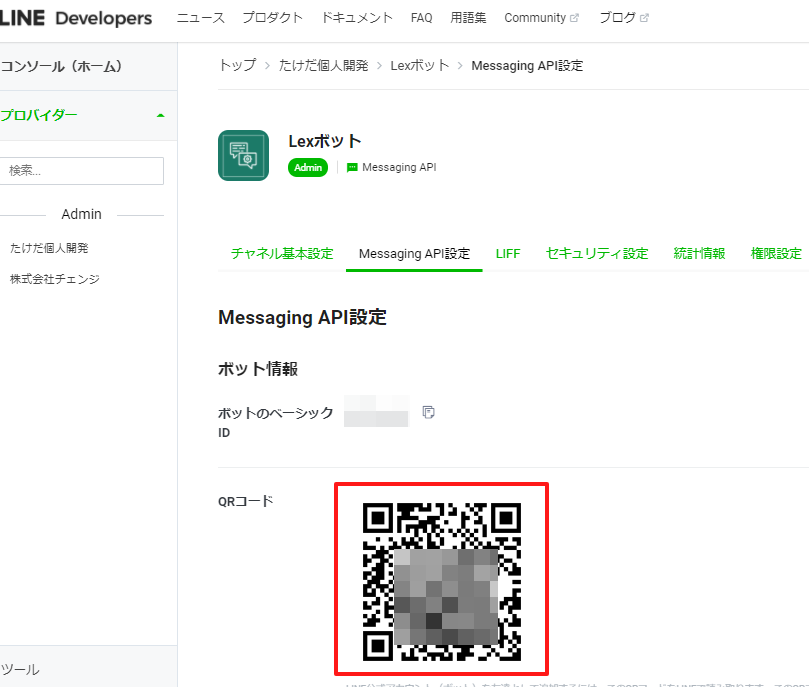 LINE Developers
ニュース プロダクト ドキュメント FAQ 用語集 Community ブログ
コンソール（ホーム）
トップ > たけだ個人開発 > Lexボット > Messaging API設定
プロバイダー
検索...
Lexボット
Admin Messaging API
Admin
たけだ個人開発
株式会社チェンジ
チャネル基本設定 Messaging API設定 LIFF セキュリティ設定 統計情報 権限設定
Messaging API設定
ボット情報
ボットのベーシック
ID
QRコード
ツール